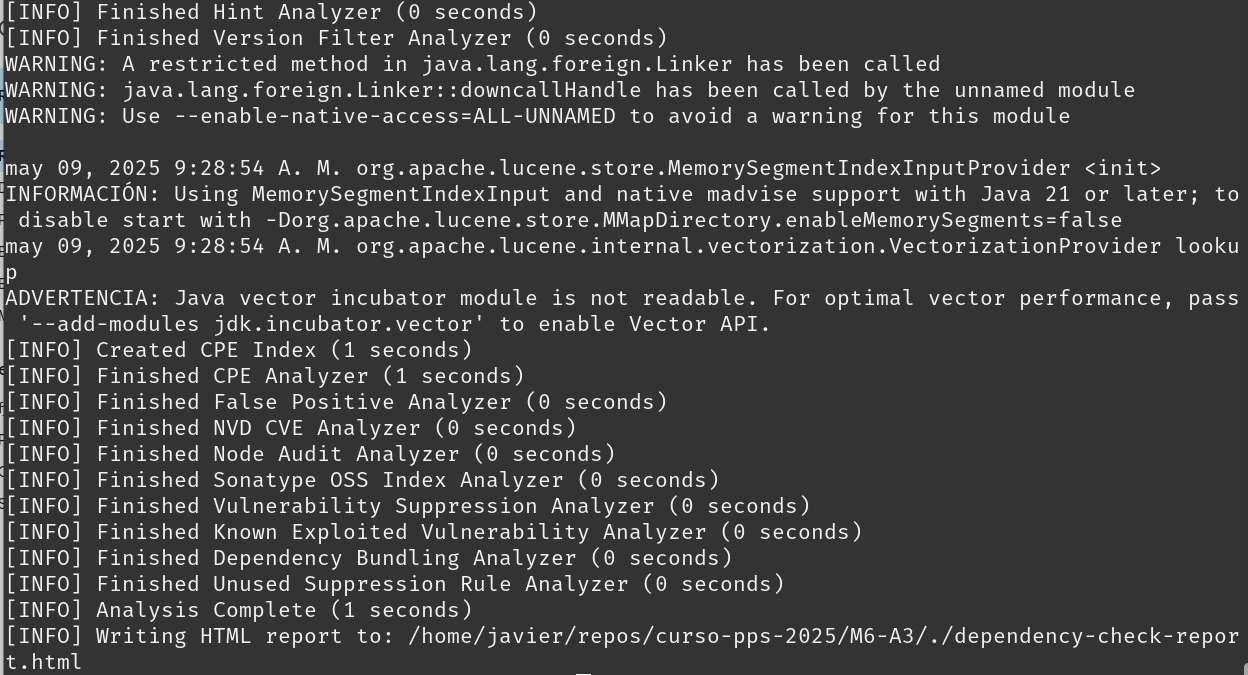 [INFO] Finished Hint Analyzer (0 seconds)
[INFO] Finished Version Filter Analyzer (0 seconds)
WARNING: A restricted method in java.lang.foreign.Linker has been called
WARNING: java.lang.foreign.Linker::downcallHandle has been called by the unnamed module
WARNING: Use --enable-native-access=ALL-UNNAMED to avoid a warning for this module

may 09, 2025 9:28:54 A. M. org.apache.lucene.store.MemorySegmentIndexInputProvider <init>
INFORMACIÓN: Using MemorySegmentIndexInput and native madvise support with Java 21 or later; to
 disable start with -Dorg.apache.lucene.store.MMapDirectory.enableMemorySegments=false
may 09, 2025 9:28:54 A. M. org.apache.lucene.internal.vectorization.VectorizationProvider looku
p
ADVERTENCIA: Java vector incubator module is not readable. For optimal vector performance, pass
 '--add-modules jdk.incubator.vector' to enable Vector API.
[INFO] Created CPE Index (1 seconds)
[INFO] Finished CPE Analyzer (1 seconds)
[INFO] Finished False Positive Analyzer (0 seconds)
[INFO] Finished NVD CVE Analyzer (0 seconds)
[INFO] Finished Node Audit Analyzer (0 seconds)
[INFO] Finished Sonatype OSS Index Analyzer (0 seconds)
[INFO] Finished Vulnerability Suppression Analyzer (0 seconds)
[INFO] Finished Known Exploited Vulnerability Analyzer (0 seconds)
[INFO] Finished Dependency Bundling Analyzer (0 seconds)
[INFO] Finished Unused Suppression Rule Analyzer (0 seconds)
[INFO] Analysis Complete (1 seconds)
[INFO] Writing HTML report to: /home/javier/repos/curso-pps-2025/M6-A3/./dependency-check-repor
t.html